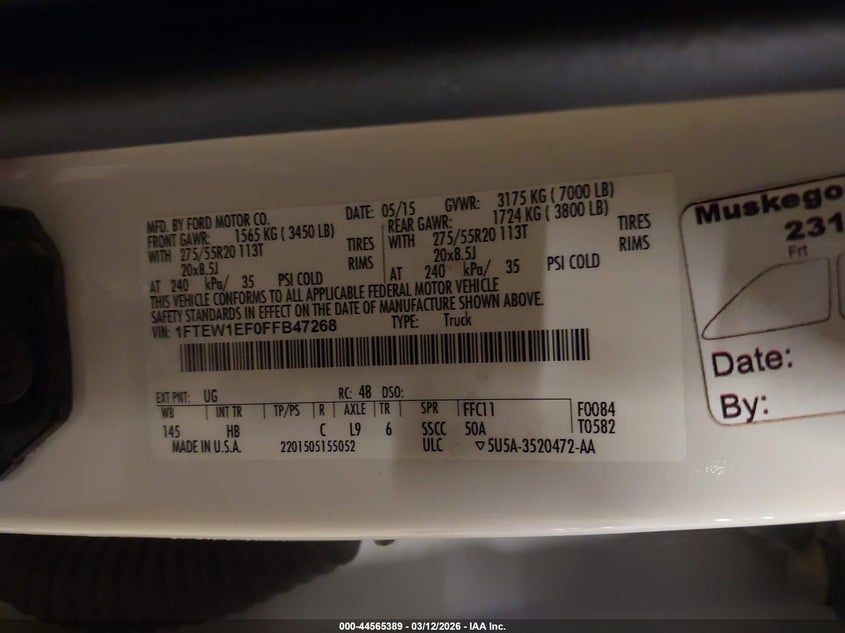 MFD. BY FORD MOTOR CO.
DATE: 05/15 GVWR: 3175 KG ( 7000 LB)
FRONT GAWR: 1565 KG ( 3450 LB) REAR GAWR: 1724 KG ( 3800 LB)
WITH 275/55R20 113T TIRES WITH 275/55R20 113T TIRES
20x8.5J RIMS 20x8.5J RIMS
AT 240 kPa/ 35 PSI COLD AT 240 kPa/ 35 PSI COLD
THIS VEHICLE CONFORMS TO ALL APPLICABLE FEDERAL MOTOR VEHICLE
SAFETY STANDARDS IN EFFECT ON THE DATE OF MANUFACTURE SHOWN ABOVE.
VIN: 1FTEW1EF0FFB47268 TYPE: Truck
EXT PNT: UG RC: 48 DSO:
WB INT TR TP/PS R AXLE TR SPR FFC11 F0084
145 HB C L9 6 SSCC 50A T0582
MADE IN U.S.A. 2201505155052 ULC ▽5U5A-3520472-AA
Muskego
231
Frt
Date:
By:
000-44565389 - 03/12/2026 - IAA Inc.